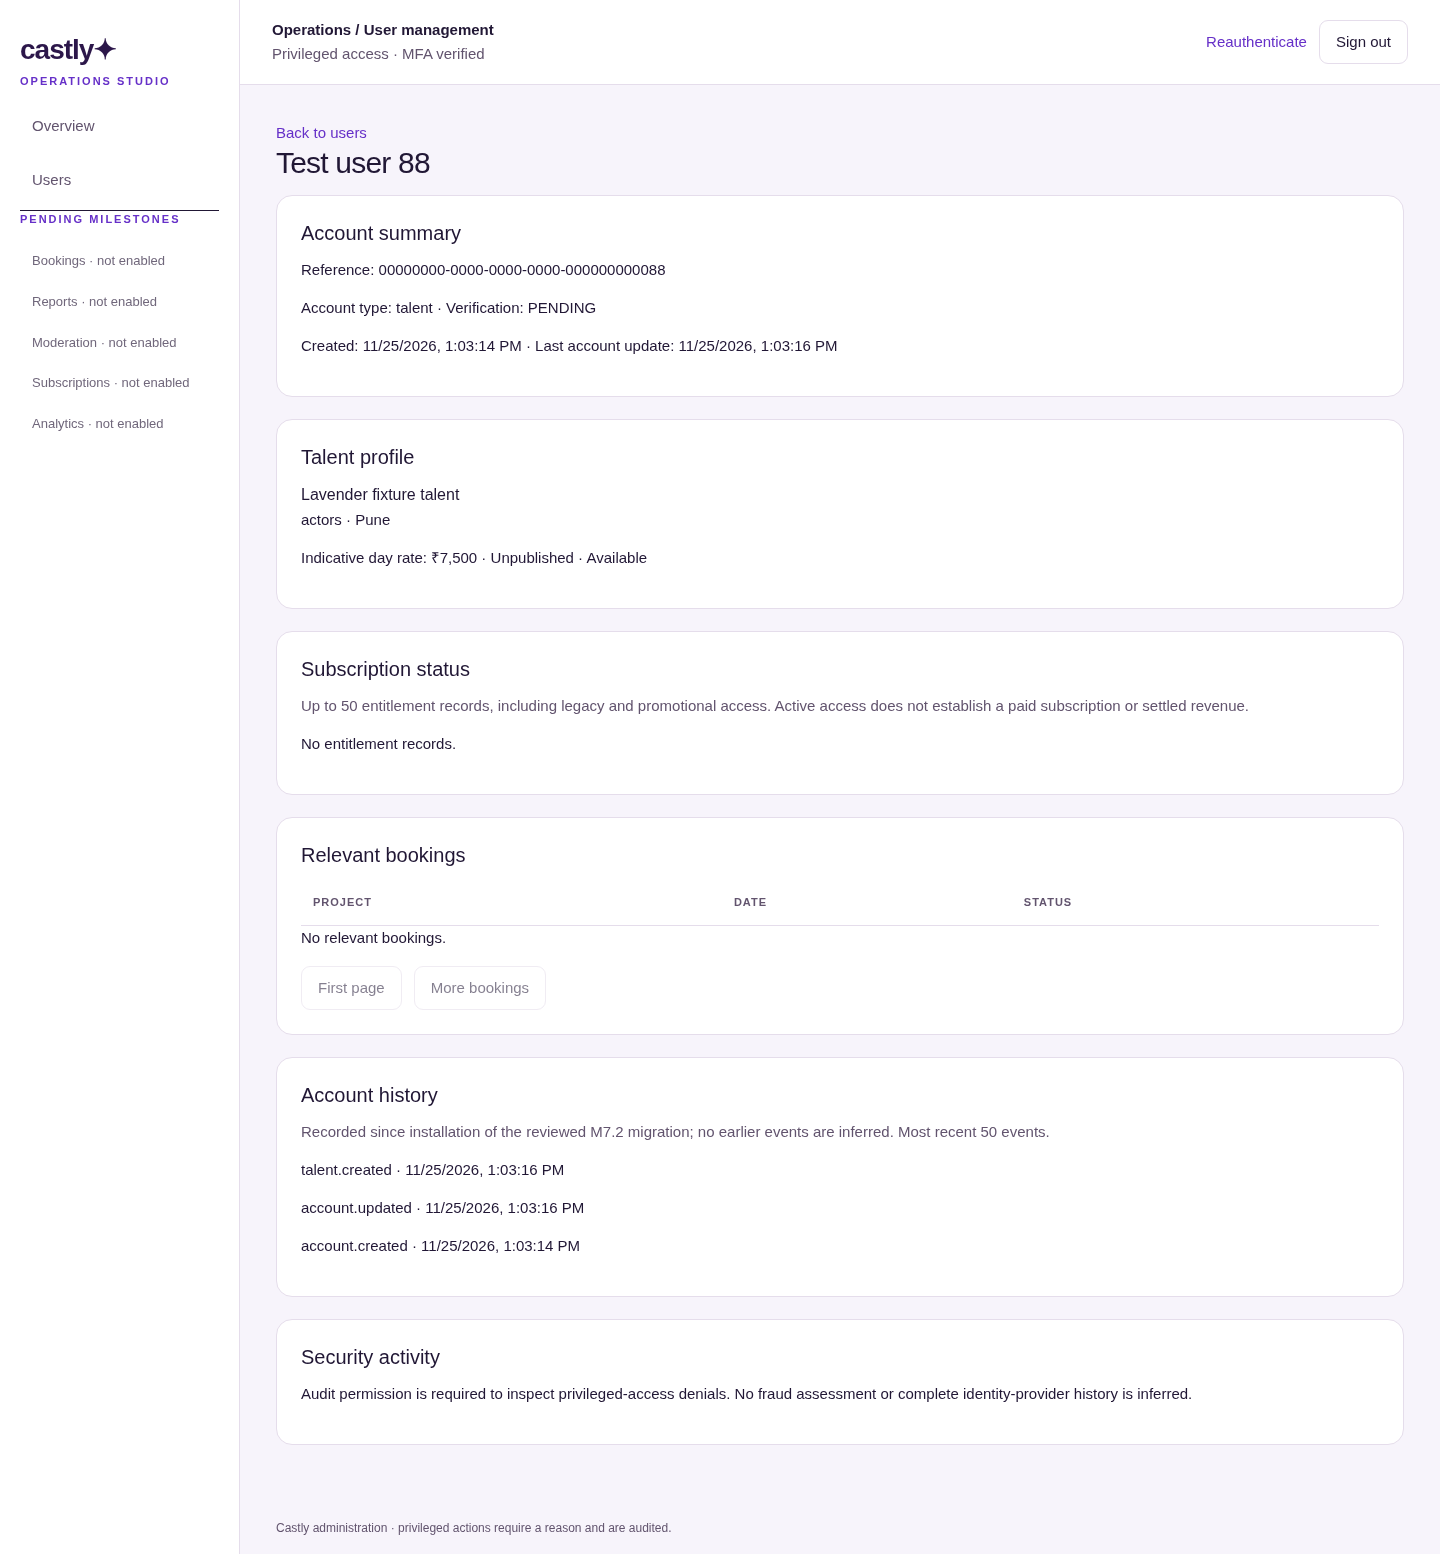 castly✦
OPERATIONS STUDIO
Overview
Users
PENDING MILESTONES
Bookings · not enabled
Reports · not enabled
Moderation · not enabled
Subscriptions · not enabled
Analytics · not enabled
Operations / User management
Privileged access · MFA verified
Reauthenticate
Sign out
Back to users
Test user 88
Account summary
Reference: 00000000-0000-0000-0000-000000000088
Account type: talent · Verification: PENDING
Created: 11/25/2026, 1:03:14 PM · Last account update: 11/25/2026, 1:03:16 PM
Talent profile
Lavender fixture talent
actors · Pune
Indicative day rate: ₹7,500 · Unpublished · Available
Subscription status
Up to 50 entitlement records, including legacy and promotional access. Active access does not establish a paid subscription or settled revenue.
No entitlement records.
Relevant bookings
PROJECT DATE STATUS
No relevant bookings.
First page More bookings
Account history
Recorded since installation of the reviewed M7.2 migration; no earlier events are inferred. Most recent 50 events.
talent.created · 11/25/2026, 1:03:16 PM
account.updated · 11/25/2026, 1:03:16 PM
account.created · 11/25/2026, 1:03:14 PM
Security activity
Audit permission is required to inspect privileged-access denials. No fraud assessment or complete identity-provider history is inferred.
Castly administration · privileged actions require a reason and are audited.